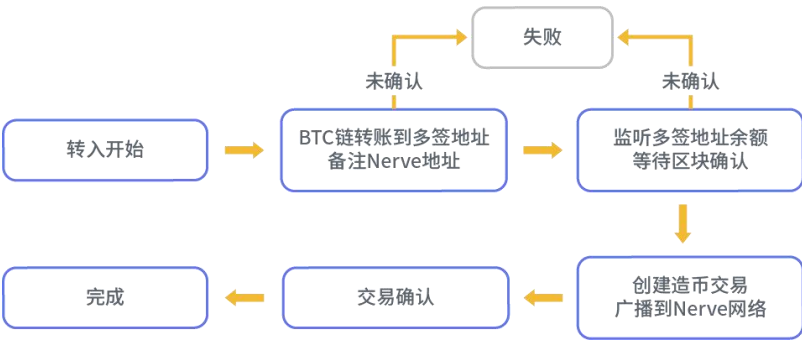 失败
未确认
未确认
转入开始
BTC链转账到多签地址
备注Nerve地址
监听多签地址余额
等待区块确认
完成
交易确认
创建造币交易
广播到Nerve网络